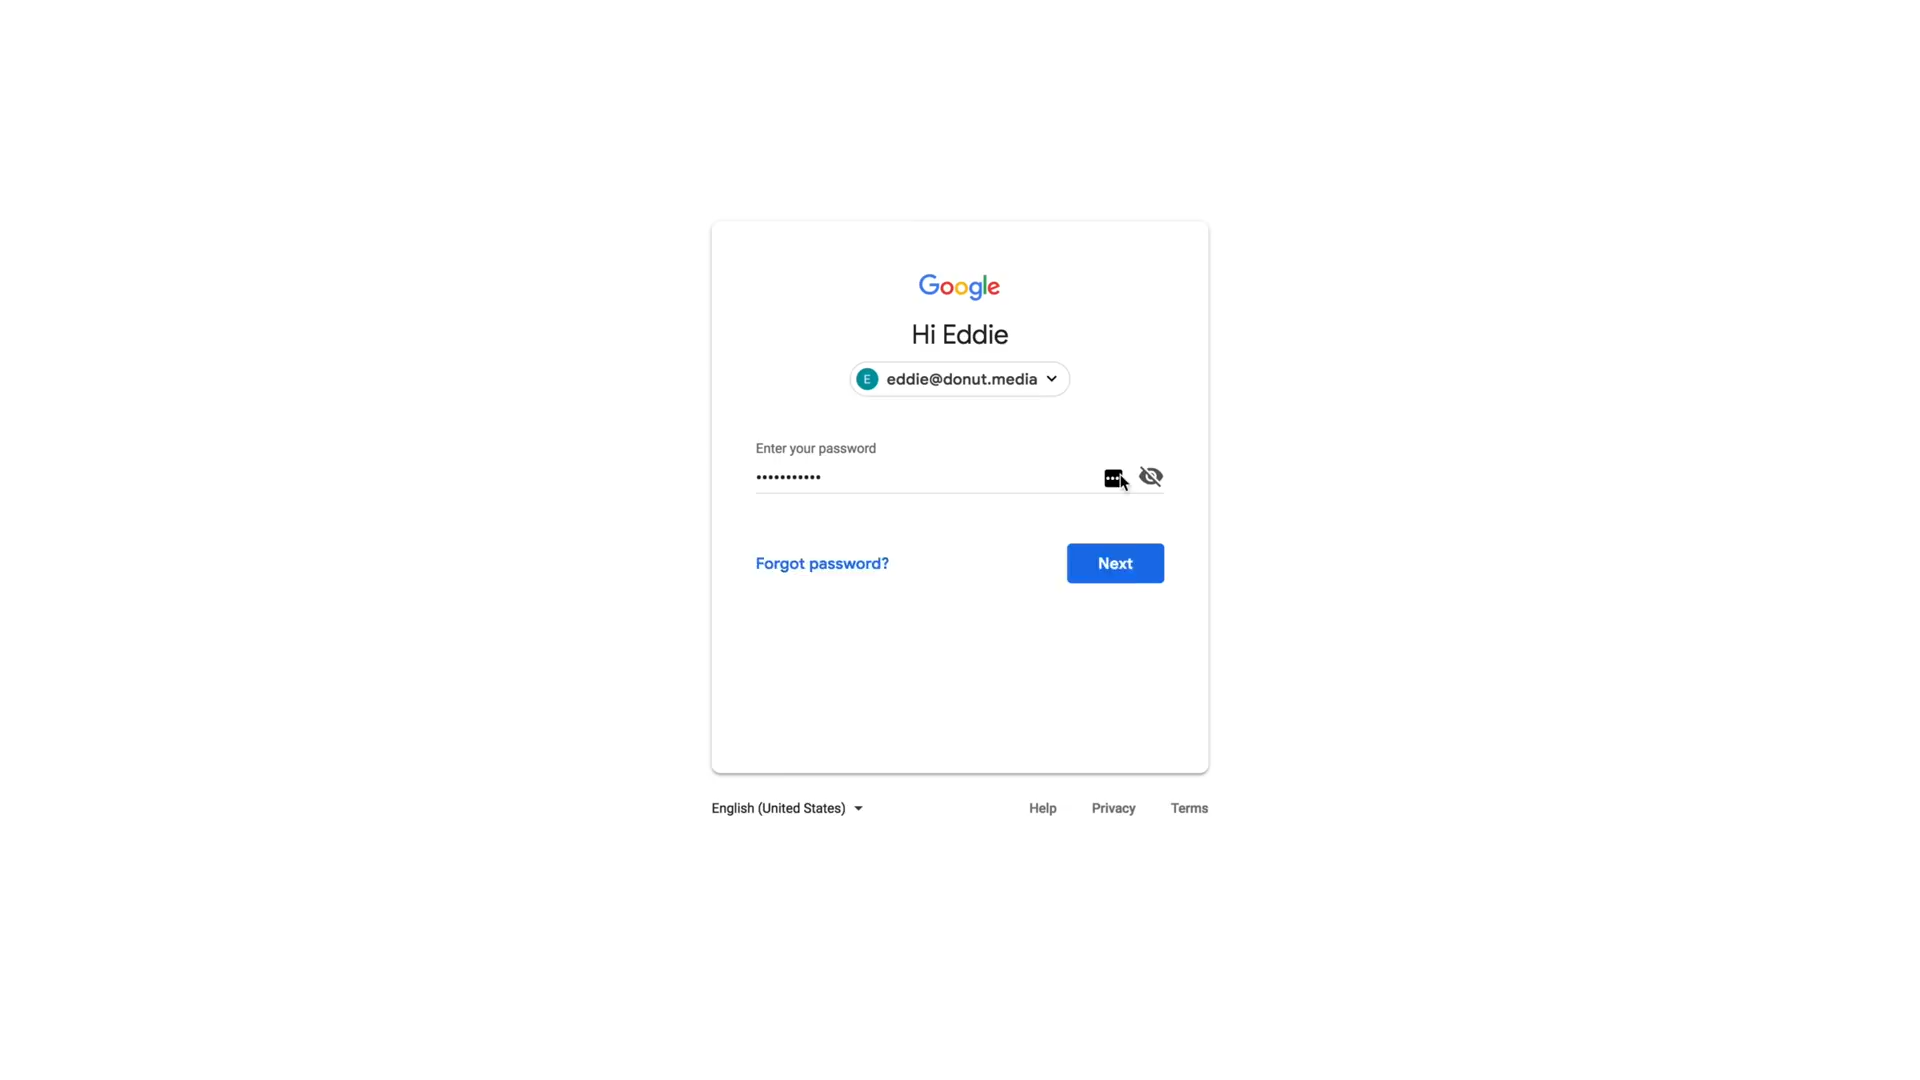 Google
Hi Eddie
E eddie@donut.media
Enter your password
•••••••••••
Forgot password?
Next
English (United States)
Help Privacy Terms